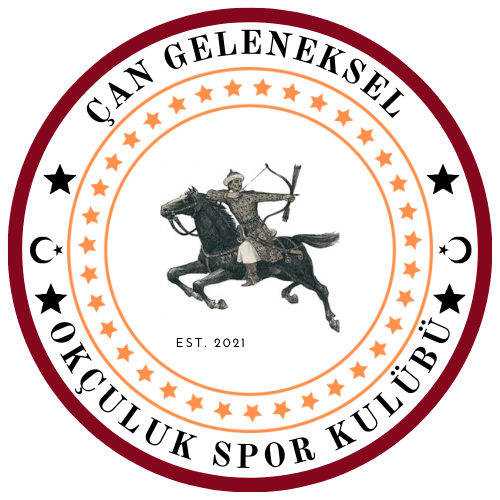 ÇAN GELENEKSEL
EST. 2021
OKÇULUK SPOR KULÜBÜ